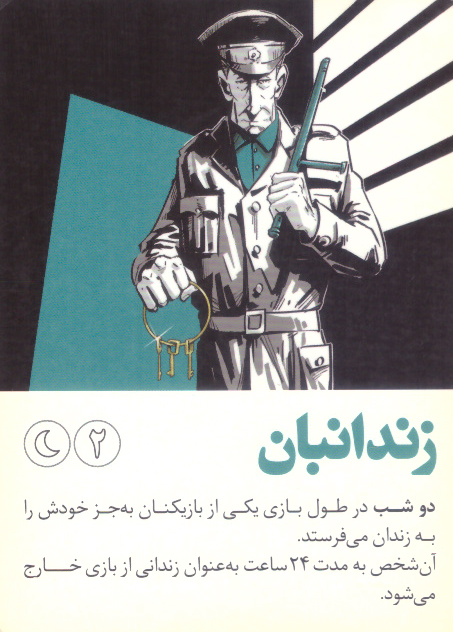 زندانبان
۲
دو شب در طول بازی یکی از بازیکنان به‌جز خودش را
به زندان می‌فرستد.
آن‌شخص به مدت ۲۴ ساعت به‌عنوان زندانی از بازی خارج
می‌شود.